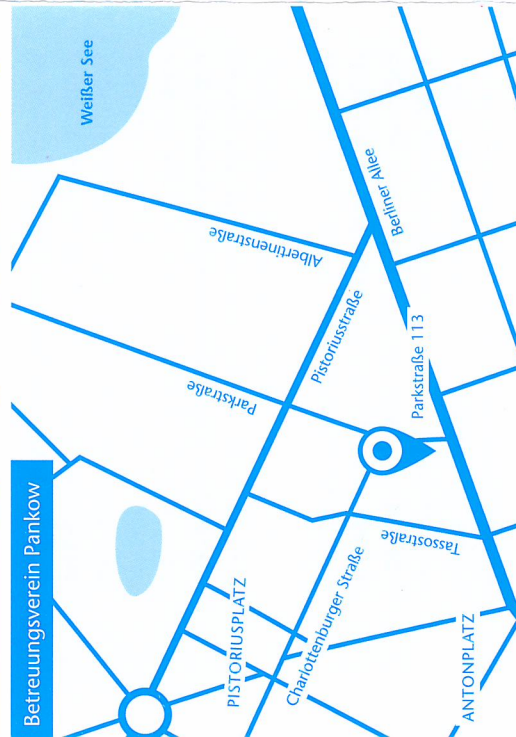 Betreuungsverein Pankow
Weißer See
Albertinenstraße
Parkstraße
Pistoriusstraße
Berliner Allee
Parkstraße 113
PISTORIUSPLATZ
Charlottenburger Straße
Tassostraße
ANTONPLATZ